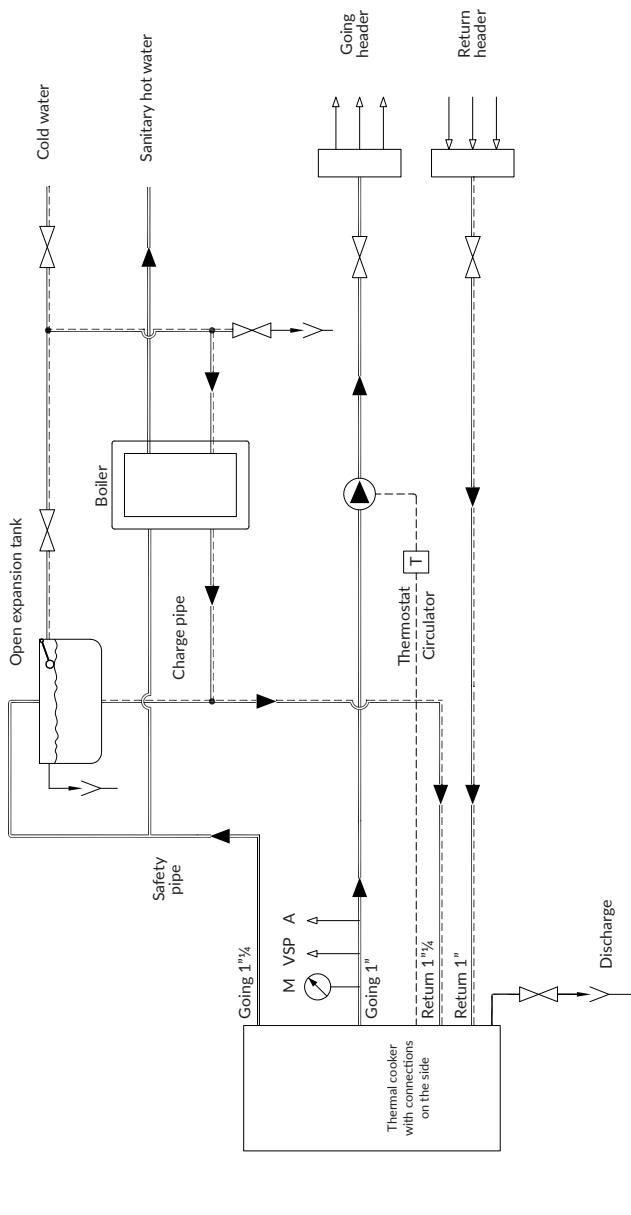 Cold water
Sanitary hot water
Going
header
Return
header
Open expansion tank
Boiler
Charge pipe
Thermostat
T
Circulator
Safety
pipe
Going 1"¼
M VSP A
Going 1"
Return 1"¼
Return 1"
Discharge
Thermal cooker
with connections
on the side